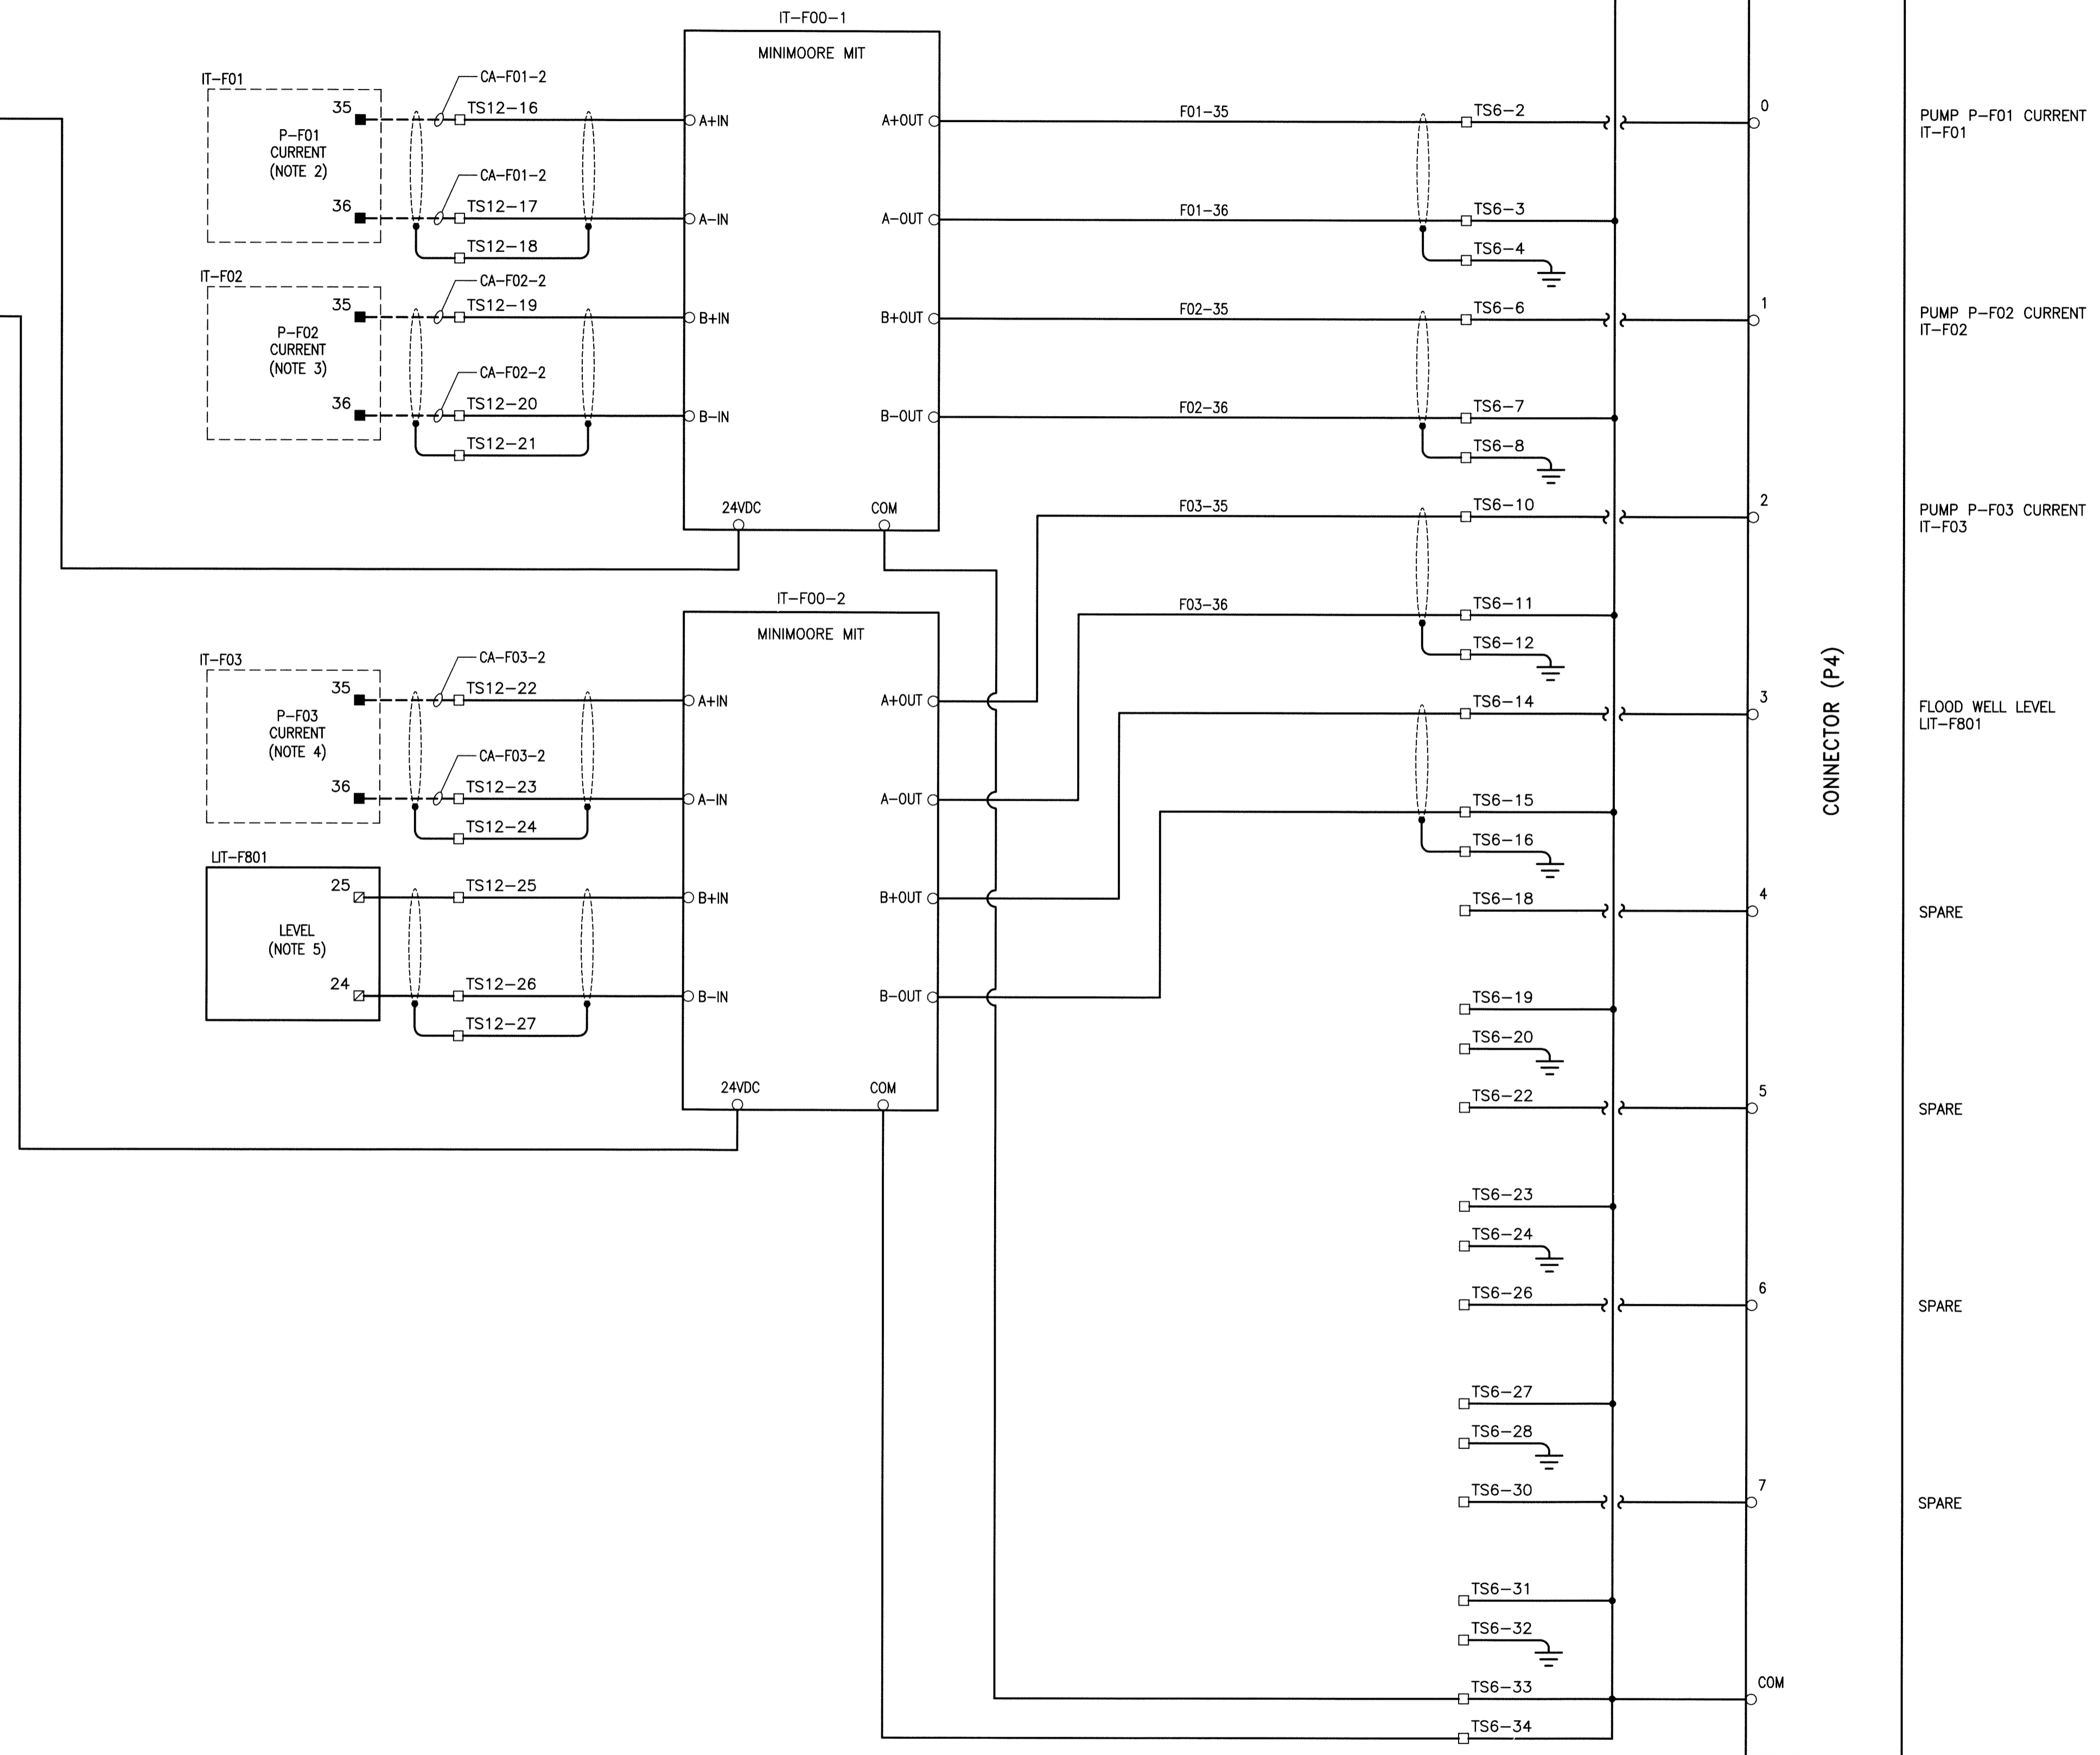 IT-F00-1
MINIMOORE MIT
IT-F01
35
P-F01
CURRENT
(NOTE 2)
36
CA-F01-2
TS12-16
CA-F01-2
TS12-17
TS12-18
A+IN
A-IN
IT-F02
35
P-F02
CURRENT
(NOTE 3)
36
CA-F02-2
TS12-19
CA-F02-2
TS12-20
TS12-21
B+IN
B-IN
A+OUT
A-OUT
B+OUT
B-OUT
24VDC
COM
IT-F00-2
MINIMOORE MIT
IT-F03
35
P-F03
CURRENT
(NOTE 4)
36
CA-F03-2
TS12-22
CA-F03-2
TS12-23
TS12-24
A+IN
A-IN
LIT-F801
25
LEVEL
(NOTE 5)
24
TS12-25
TS12-26
TS12-27
B+IN
B-IN
A+OUT
A-OUT
B+OUT
B-OUT
24VDC
COM
F01-35
F01-36
F02-35
F02-36
F03-35
F03-36
TS6-2
TS6-3
TS6-4
TS6-6
TS6-7
TS6-8
TS6-10
TS6-11
TS6-12
TS6-14
TS6-15
TS6-16
TS6-18
TS6-19
TS6-20
TS6-22
TS6-23
TS6-24
TS6-26
TS6-27
TS6-28
TS6-30
TS6-31
TS6-32
TS6-33
TS6-34
0
1
2
3
4
5
6
7
COM
CONNECTOR (P4)
PUMP P-F01 CURRENT
IT-F01
PUMP P-F02 CURRENT
IT-F02
PUMP P-F03 CURRENT
IT-F03
FLOOD WELL LEVEL
LIT-F801
SPARE
SPARE
SPARE
SPARE